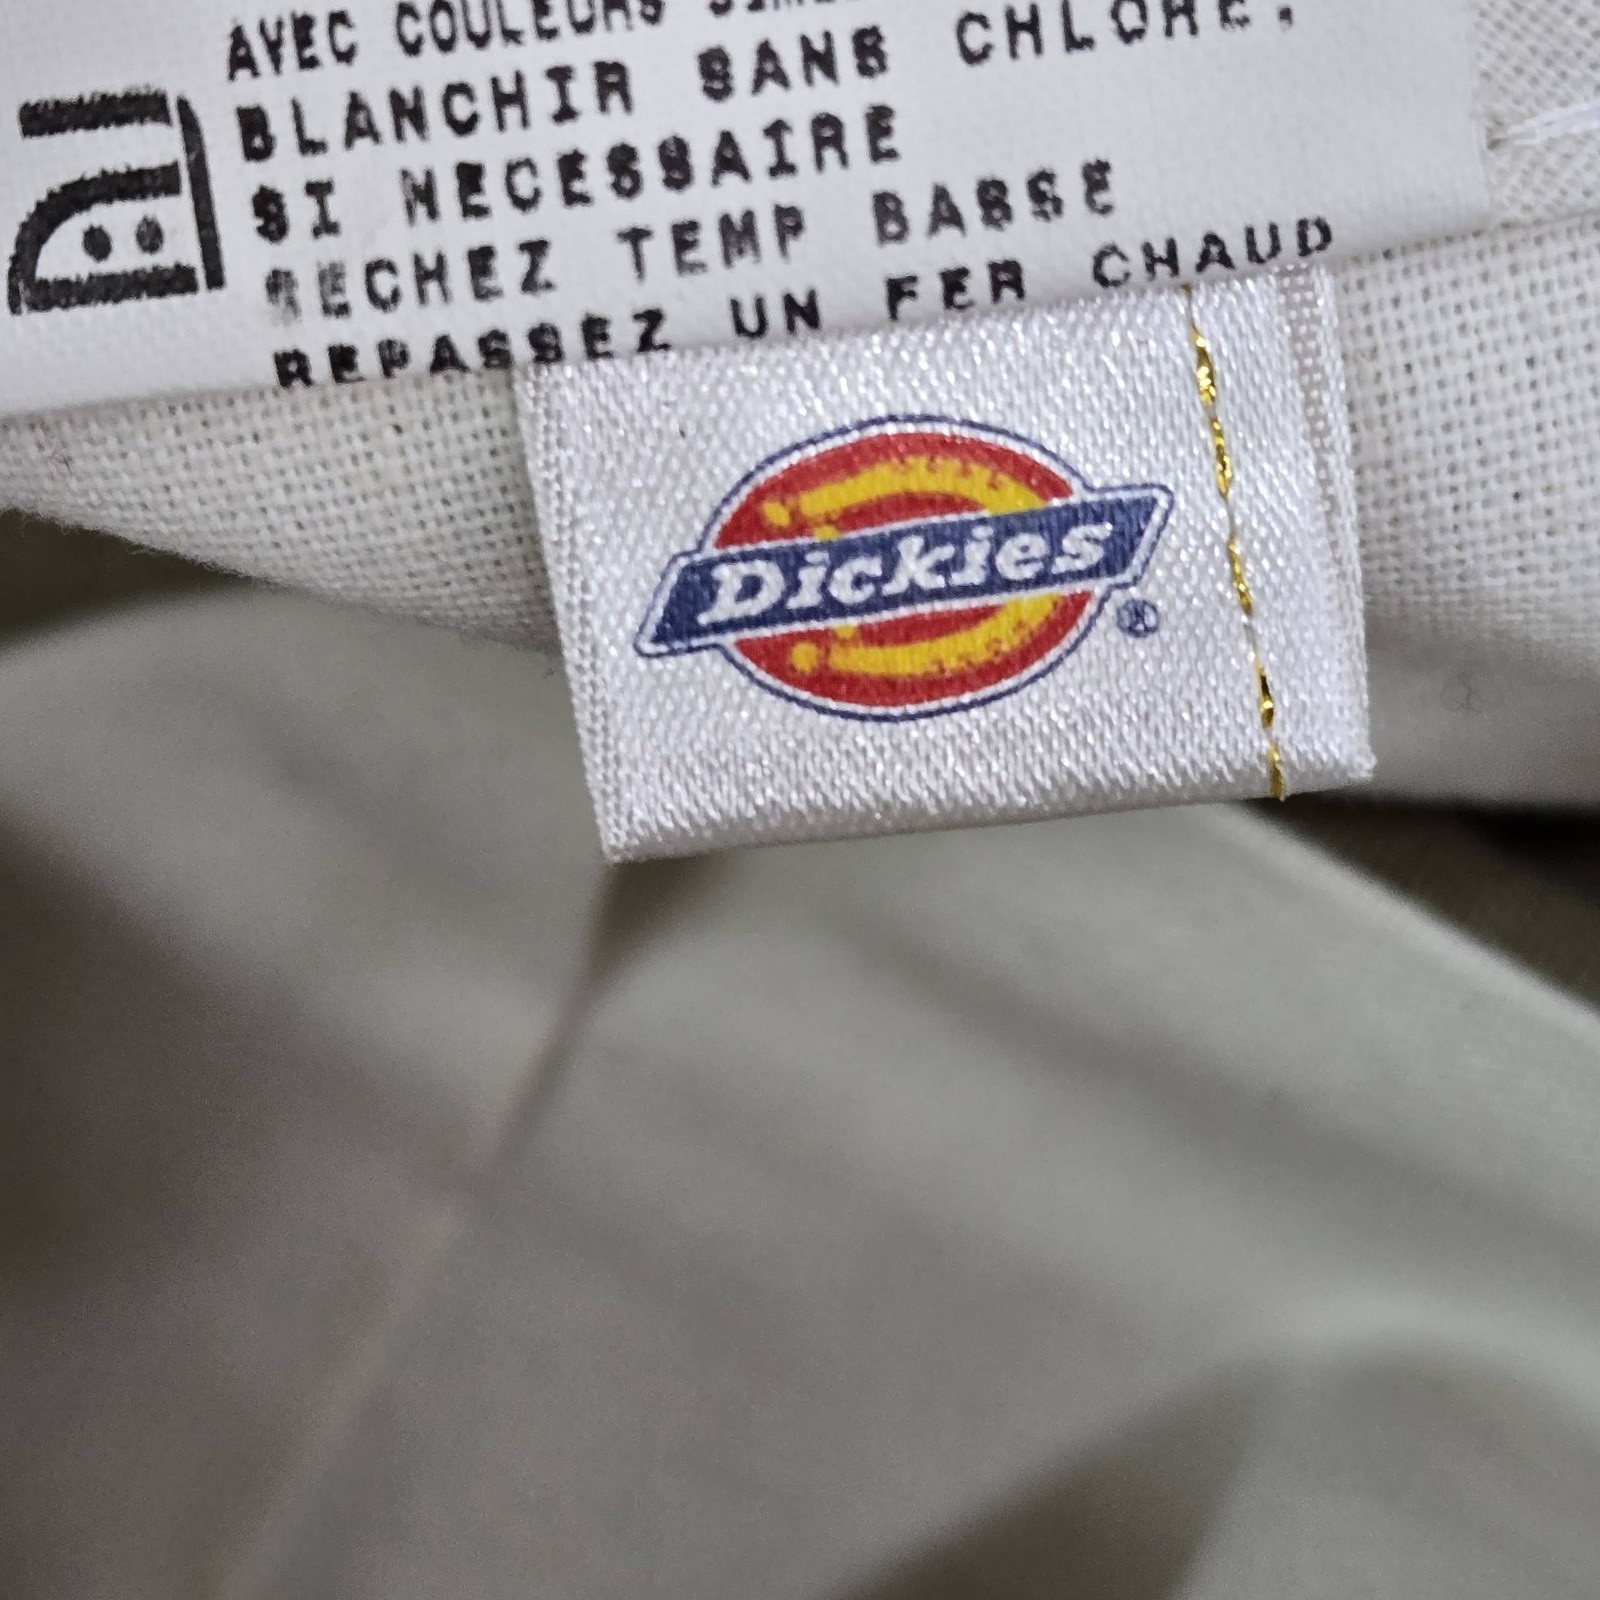 AVEC COULEURS
BLANCHIR SANS CHLORE,
SI NECESSAIRE
SECHEZ TEMP BASSE
REPASSEZ UN FER CHAUD
Dickies
®